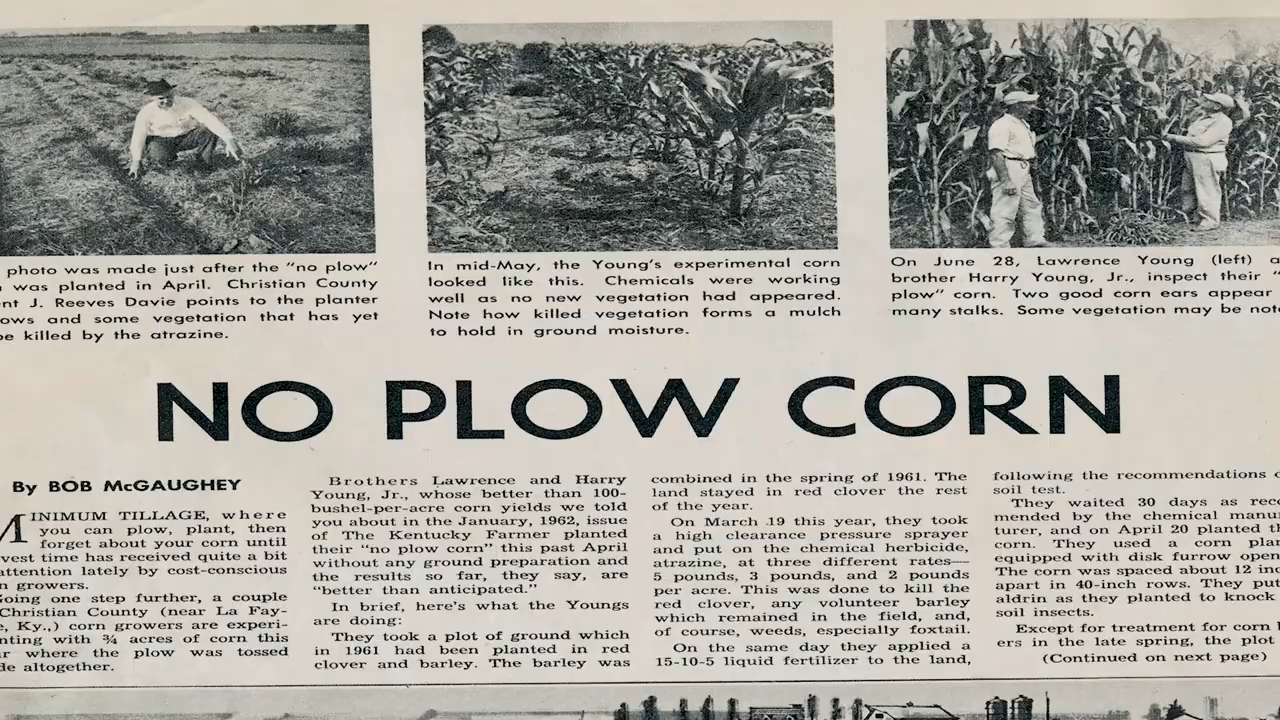 photo was made just after the "no plow"
was planted in April. Christian County
nt J. Reeves Davie points to the planter
ows and some vegetation that has yet
be killed by the atrazine.
In mid-May, the Young's experimental corn
looked like this. Chemicals were working
well as no new vegetation had appeared.
Note how killed vegetation forms a mulch
to hold in ground moisture.
On June 28, Lawrence Young (left) a
brother Harry Young, Jr., inspect their "
plow" corn. Two good corn ears appear
many stalks. Some vegetation may be note
NO PLOW CORN
By BOB McGAUGHEY
MINIMUM TILLAGE, where
you can plow, plant, then
forget about your corn until
vest time has received quite a bit
attention lately by cost-conscious
n growers.
Going one step further, a couple
Christian County (near La Fay-
e, Ky.,) corn growers are experi-
nting with ¾ acres of corn this
ar where the plow was tossed
de altogether.
Brothers Lawrence and Harry
Young, Jr., whose better than 100-
bushel-per-acre corn yields we told
you about in the January, 1962, issue
of The Kentucky Farmer planted
their "no plow corn" this past April
without any ground preparation and
the results so far, they say, are
"better than anticipated."
In brief, here's what the Youngs
are doing:
They took a plot of ground which
in 1961 had been planted in red
clover and barley. The barley was
combined in the spring of 1961. The
land stayed in red clover the rest
of the year.
On March 19 this year, they took
a high clearance pressure sprayer
and put on the chemical herbicide,
atrazine, at three different rates—
5 pounds, 3 pounds, and 2 pounds
per acre. This was done to kill the
red clover, any volunteer barley
which remained in the field, and,
of course, weeds, especially foxtail.
On the same day they applied a
15-10-5 liquid fertilizer to the land,
following the recommendations o
soil test.
They waited 30 days as reco
mended by the chemical manu
turer, and on April 20 planted th
corn. They used a corn plan
equipped with disk furrow open
The corn was spaced about 12 inc
apart in 40-inch rows. They put
aldrin as they planted to knock
soil insects.
Except for treatment for corn b
ers in the late spring, the plot
(Continued on next page)